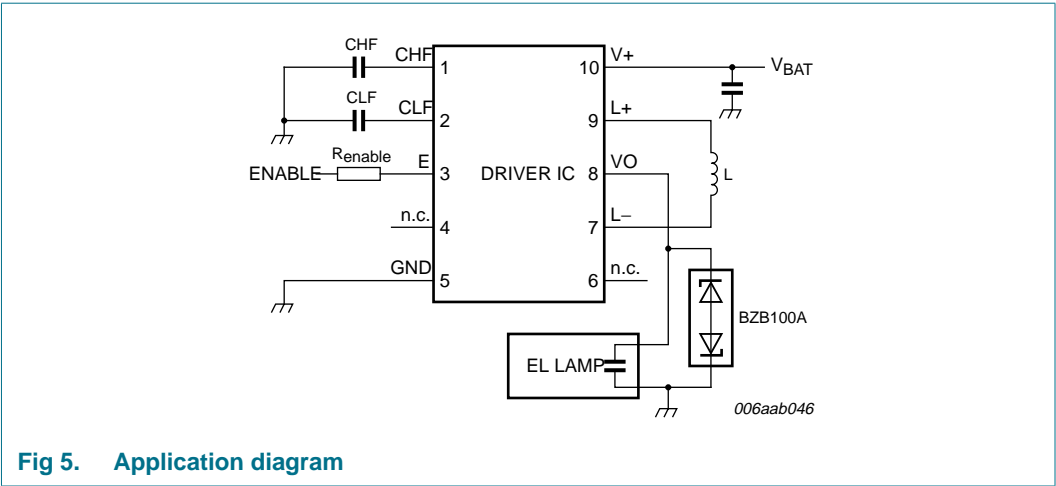 CHF
CHF
1
CLF
CLF
2
Renable
ENABLE
E
3
n.c.
4
GND
5
DRIVER IC
V+
10
VBAT
L+
9
VO
8
L
L−
7
n.c.
6
BZB100A
EL LAMP
006aab046
Fig 5. Application diagram